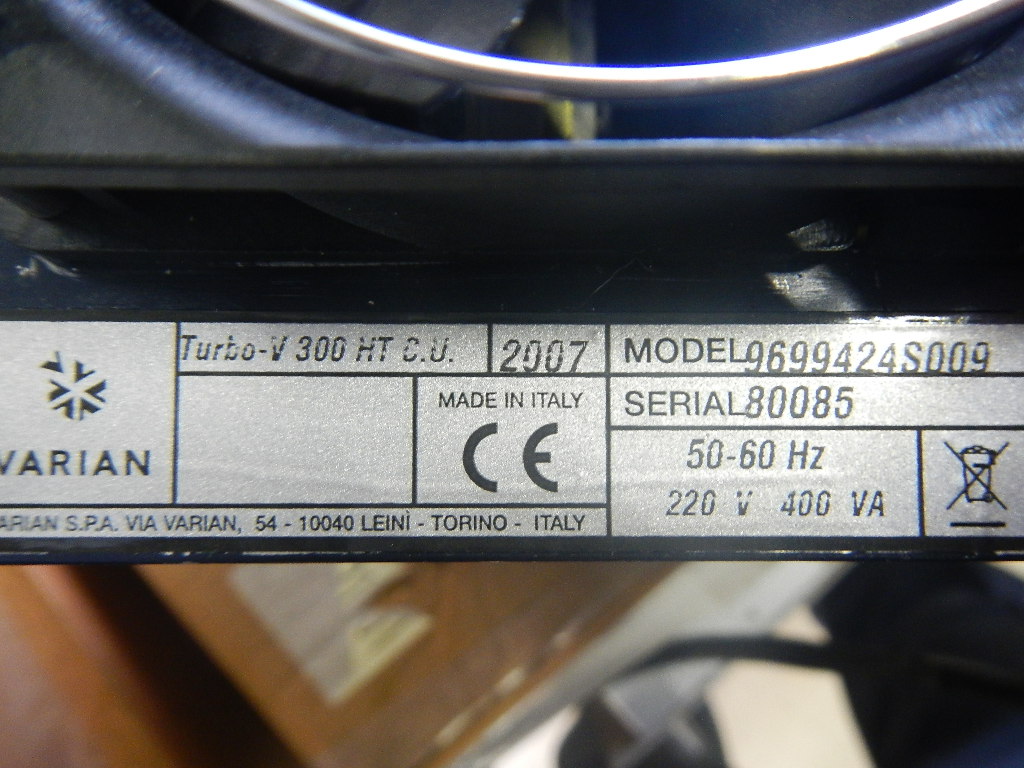 Turbo-V 300 HT C.U.
2007
MODEL 9699424S009
MADE IN ITALY
SERIAL 80085
CE
VARIAN
50-60 Hz
220 V 400 VA
VARIAN S.P.A. VIA VARIAN, 54 - 10040 LEINÌ - TORINO - ITALY